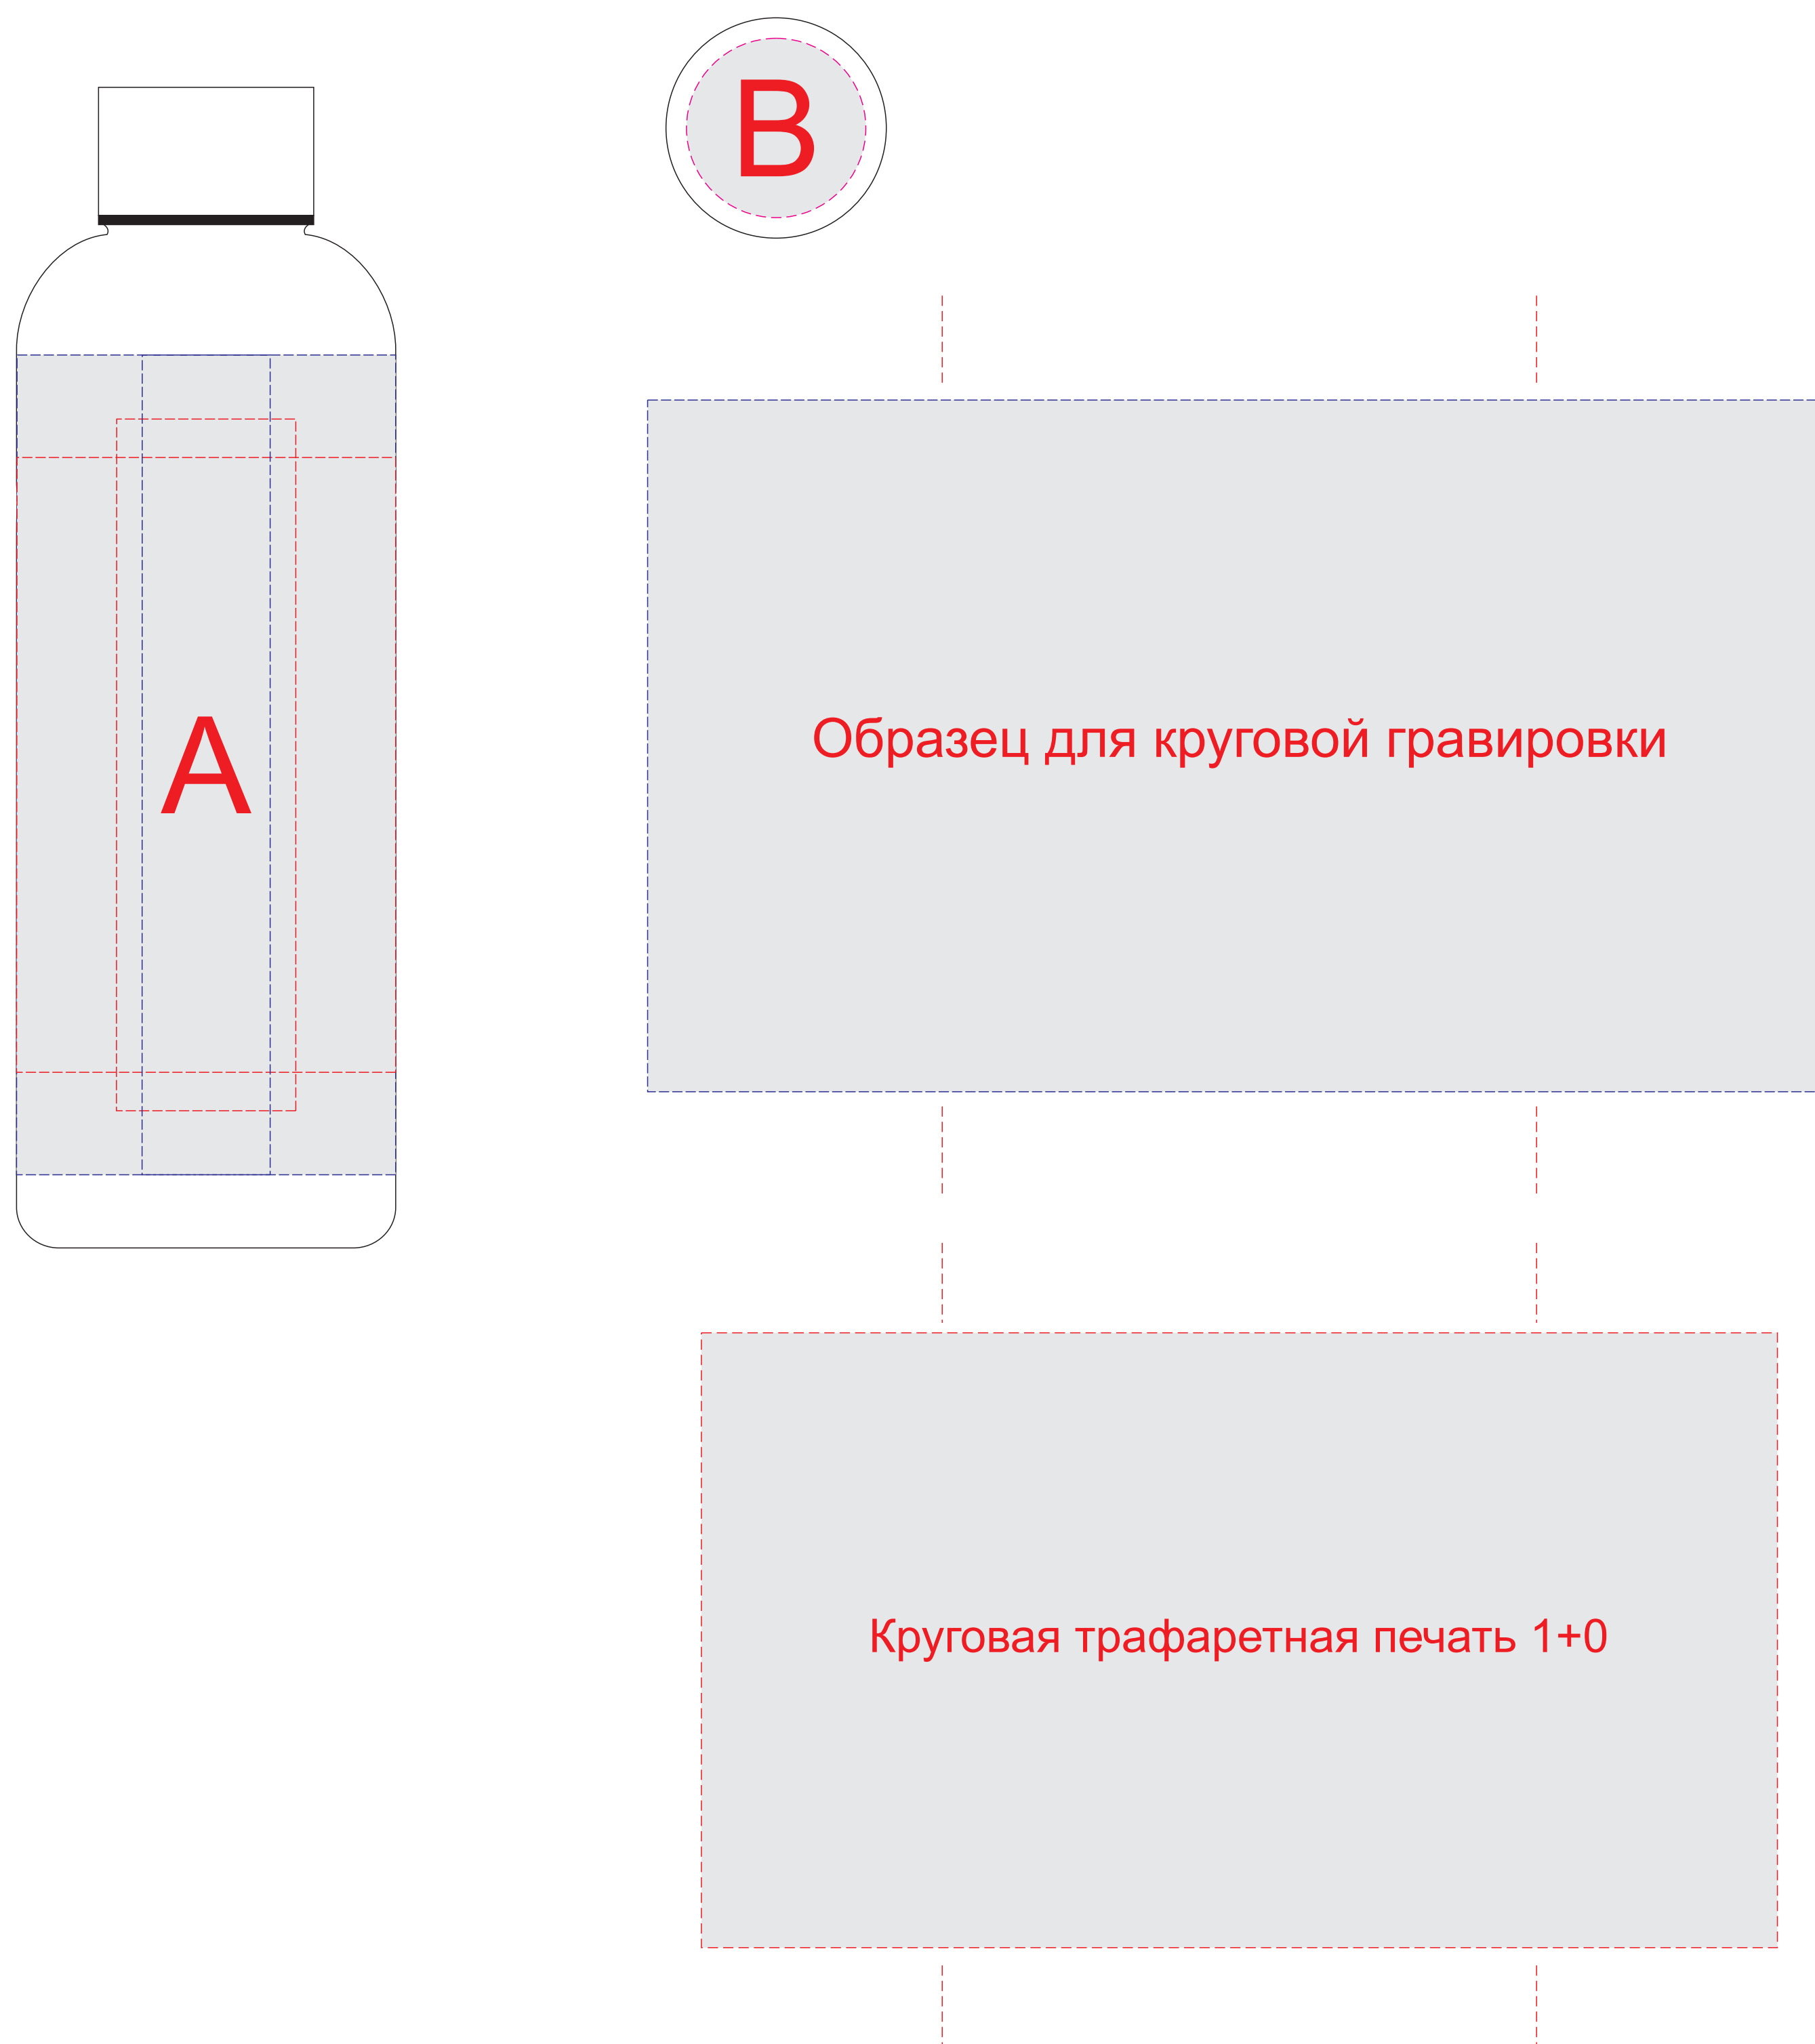 B
A
Образец для круговой гравировки
Круговая трафаретная печать 1+0